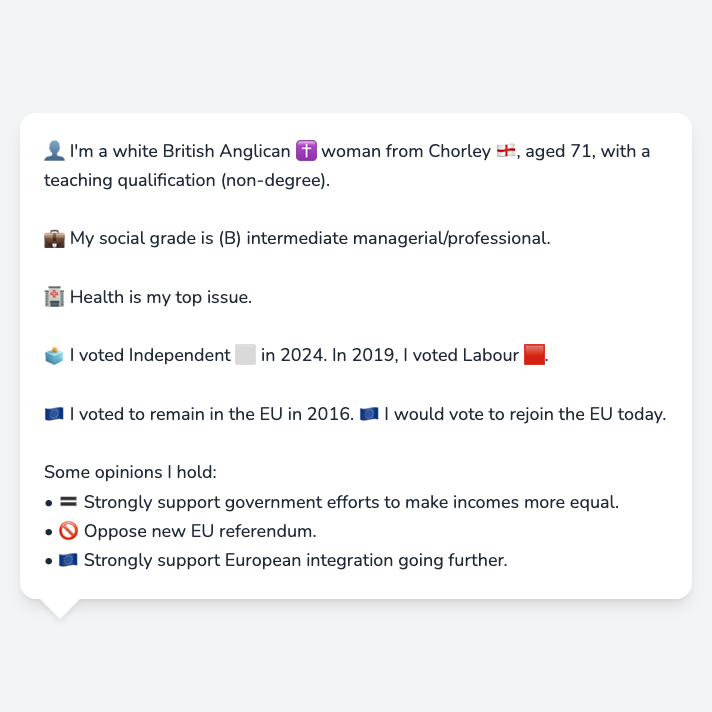 👤 I'm a white British Anglican ✝️ woman from Chorley 🏴󠁧󠁢󠁥󠁮󠁧󠁿, aged 71, with a
teaching qualification (non-degree).
💼 My social grade is (B) intermediate managerial/professional.
🏥 Health is my top issue.
🗳️ I voted Independent ⬜ in 2024. In 2019, I voted Labour 🟥.
🇪🇺 I voted to remain in the EU in 2016. 🇪🇺 I would vote to rejoin the EU today.
Some opinions I hold:
• 🟰 Strongly support government efforts to make incomes more equal.
• 🚫 Oppose new EU referendum.
• 🇪🇺 Strongly support European integration going further.